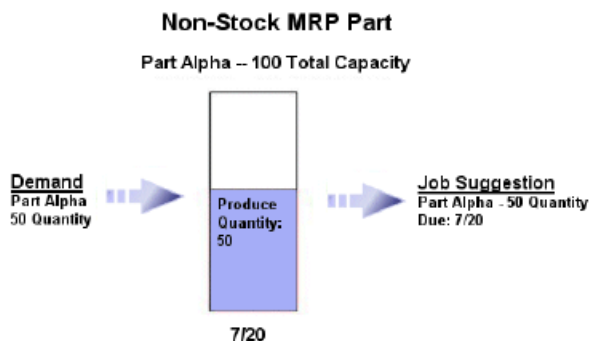 Non-Stock MRP Part
Part Alpha -- 100 Total Capacity
Demand
Part Alpha
50 Quantity
Produce
Quantity:
50
Job Suggestion
Part Alpha - 50 Quantity
Due: 7/20
7/20